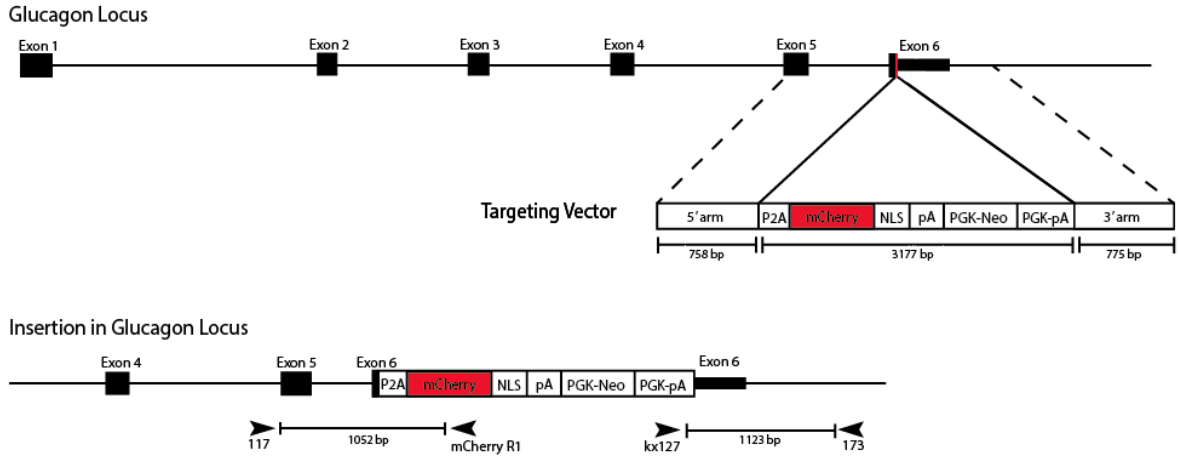 Glucagon Locus
Exon 1
Exon 2
Exon 3
Exon 4
Exon 5
Exon 6
Targeting Vector
5'arm
P2A
mCherry
NLS
pA
PGK-Neo
PGK-pA
3'arm
758 bp
3177 bp
775 bp
Insertion in Glucagon Locus
Exon 4
Exon 5
Exon 6
Exon 6
P2A
mCherry
NLS
pA
PGK-Neo
PGK-pA
117
1052 bp
mCherry R1
kx127
1123 bp
173